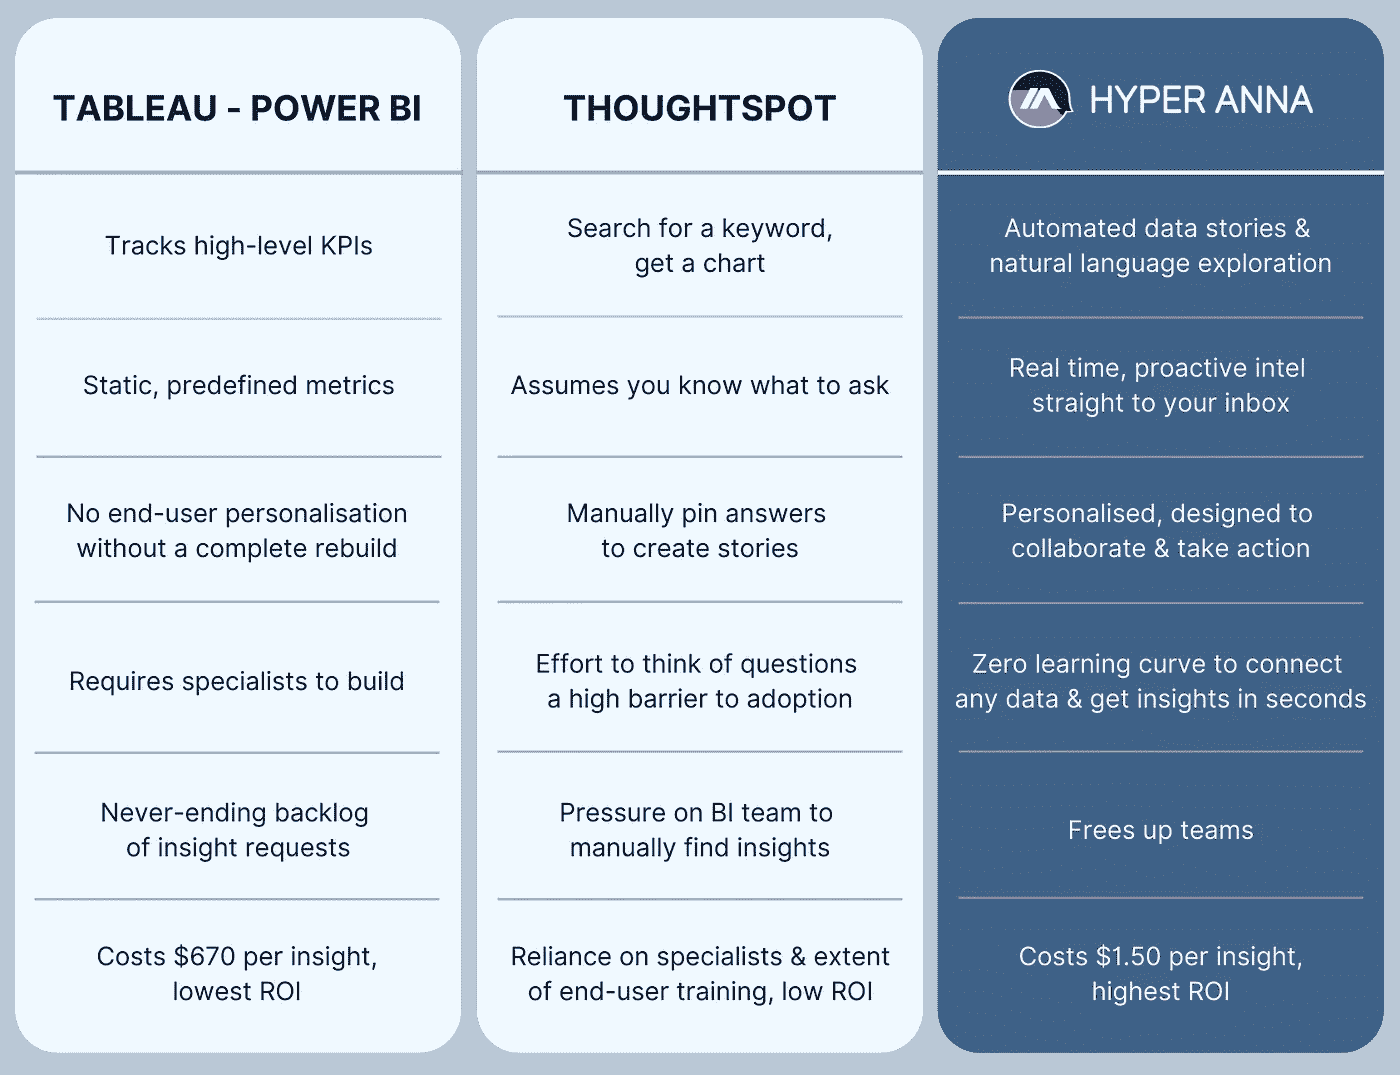 TABLEAU - POWER BI
Tracks high-level KPIs
Static, predefined metrics
No end-user personalisation
without a complete rebuild
Requires specialists to build
Never-ending backlog
of insight requests
Costs $670 per insight,
lowest ROI
THOUGHTSPOT
Search for a keyword,
get a chart
Assumes you know what to ask
Manually pin answers
to create stories
Effort to think of questions
a high barrier to adoption
Pressure on BI team to
manually find insights
Reliance on specialists & extent
of end-user training, low ROI
HYPER ANNA
Automated data stories &
natural language exploration
Real time, proactive intel
straight to your inbox
Personalised, designed to
collaborate & take action
Zero learning curve to connect
any data & get insights in seconds
Frees up teams
Costs $1.50 per insight,
highest ROI